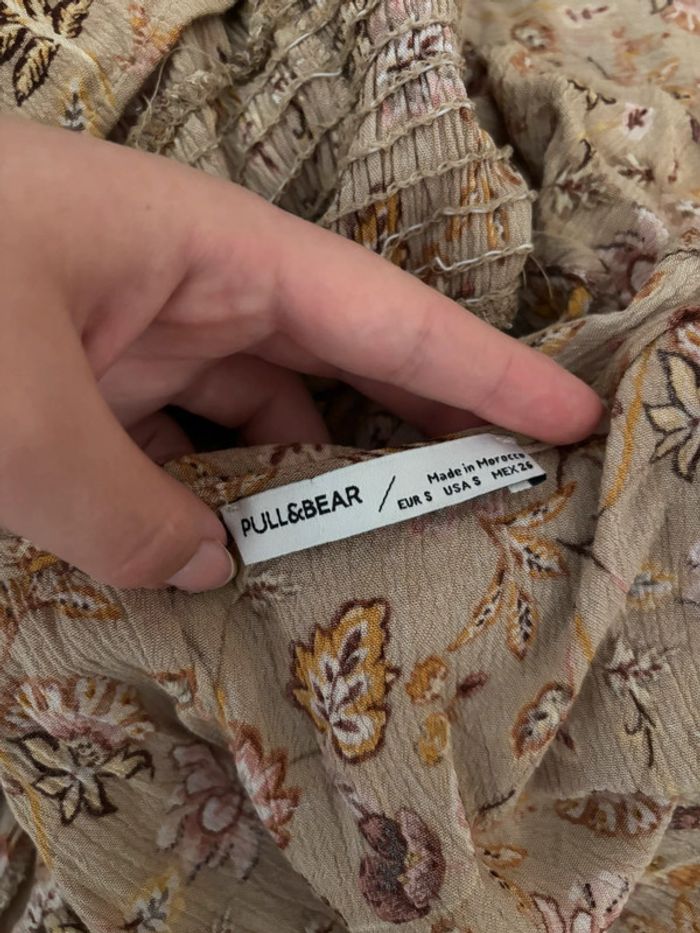 PULL&BEAR /
Made in Morocco
EUR S USA S MEX 26